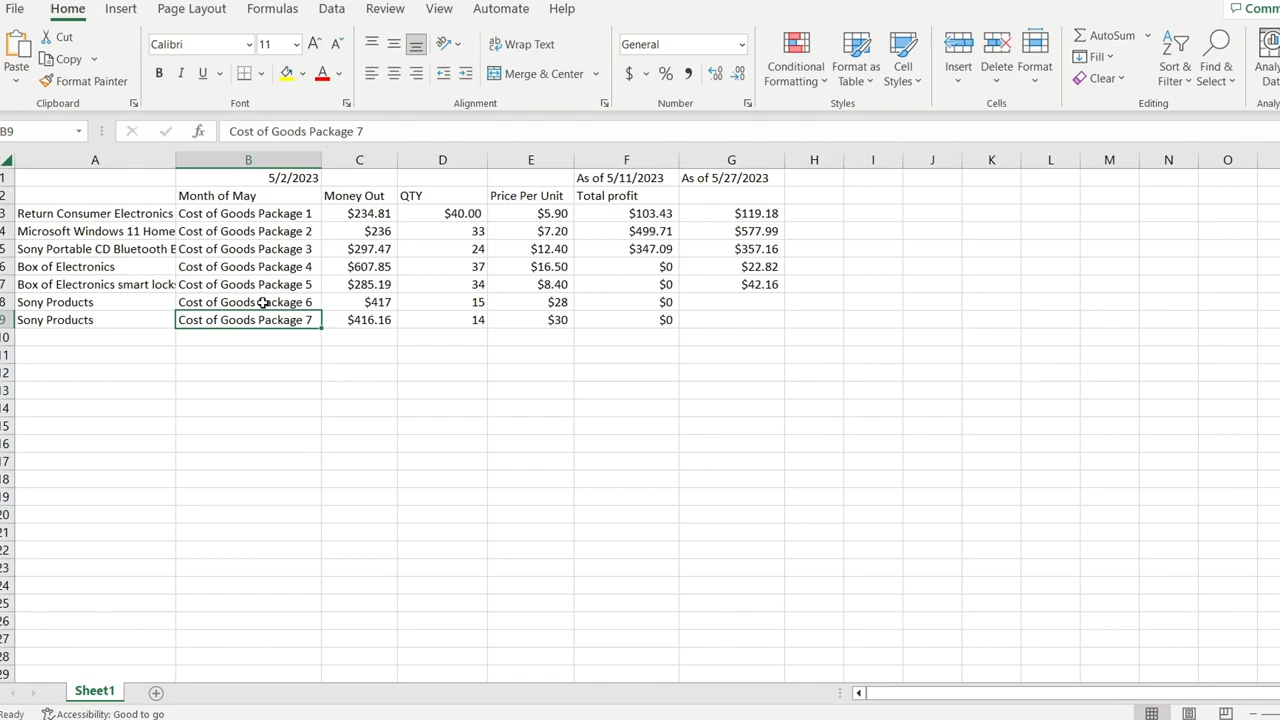 File Home Insert Page Layout Formulas Data Review View Automate Help
Cut
Copy
Format Painter
Paste
Calibri 11
B I U
Wrap Text
Merge & Center
General
$ % ,
Conditional Formatting
Format as Table
Cell Styles
Insert Delete Format
AutoSum
Fill
Clear
Sort & Filter
Find & Select
Clipboard Font Alignment Number Styles Cells Editing
B9 fx Cost of Goods Package 7
A B C D E F G H I J K L M N O
1 5/2/2023 As of 5/11/2023 As of 5/27/2023
2 Month of May Money Out QTY Price Per Unit Total profit
3 Return Consumer Electronics Cost of Goods Package 1 $234.81 $40.00 $5.90 $103.43 $119.18
4 Microsoft Windows 11 Home Cost of Goods Package 2 $236 33 $7.20 $499.71 $577.99
5 Sony Portable CD Bluetooth Cost of Goods Package 3 $297.47 24 $12.40 $347.09 $357.16
6 Box of Electronics Cost of Goods Package 4 $607.85 37 $16.50 $0 $22.82
7 Box of Electronics smart lock Cost of Goods Package 5 $285.19 34 $8.40 $0 $42.16
8 Sony Products Cost of Goods Package 6 $417 15 $28 $0
9 Sony Products Cost of Goods Package 7 $416.16 14 $30 $0
10
11
12
13
14
15
16
17
18
19
20
21
22
23
24
25
26
27
28
29
Sheet1
Accessibility: Good to go